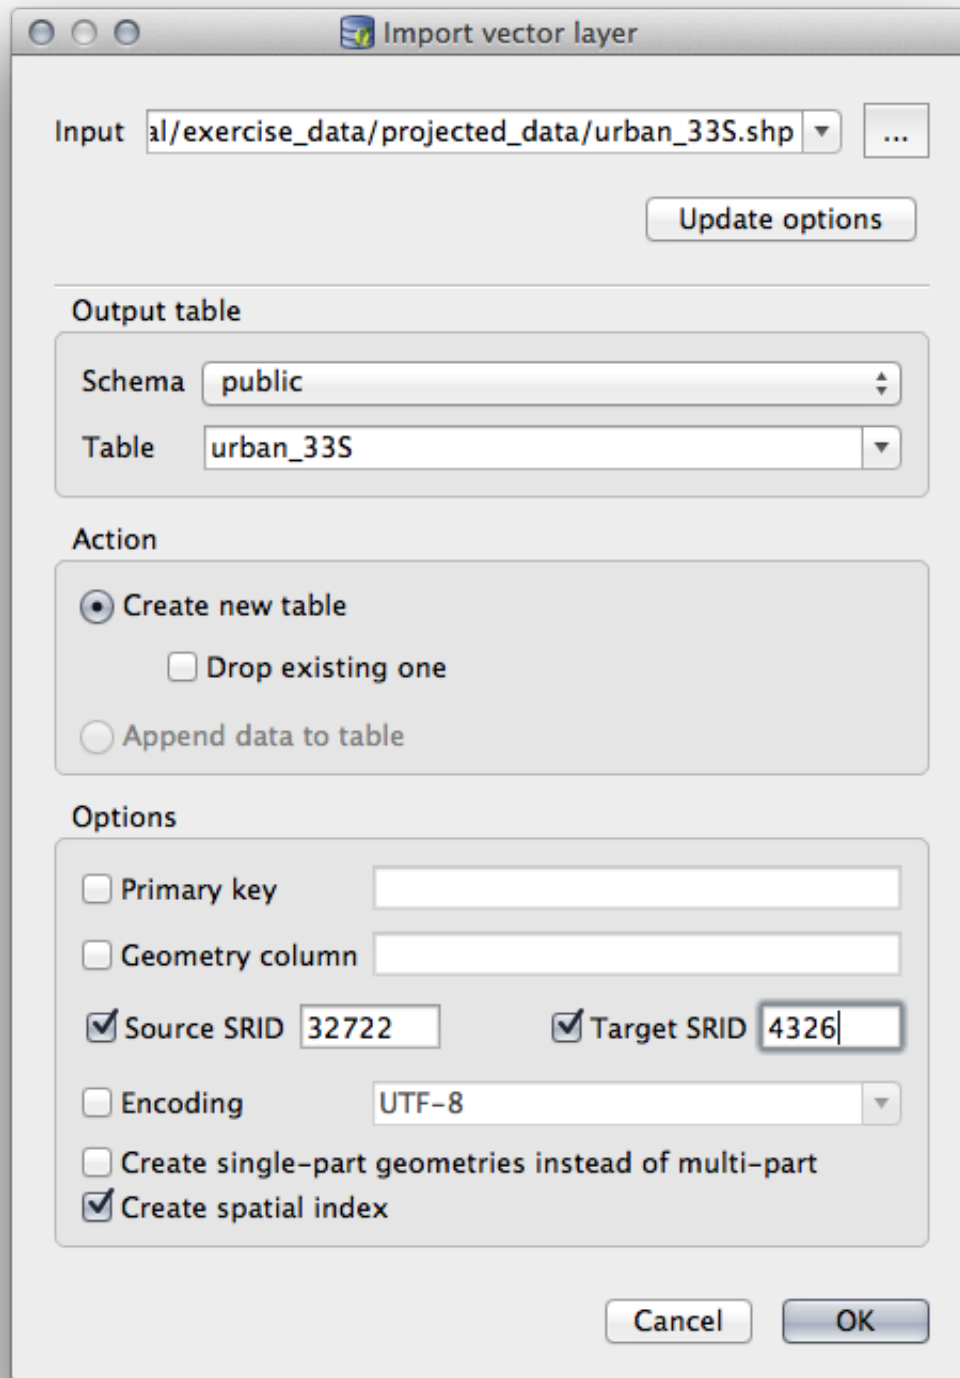 Import vector layer
Input al/exercise_data/projected_data/urban_33S.shp ...
Update options
Output table
Schema public
Table urban_33S
Action
Create new table
Drop existing one
Append data to table
Options
Primary key
Geometry column
Source SRID 32722 Target SRID 4326
Encoding UTF-8
Create single-part geometries instead of multi-part
Create spatial index
Cancel OK